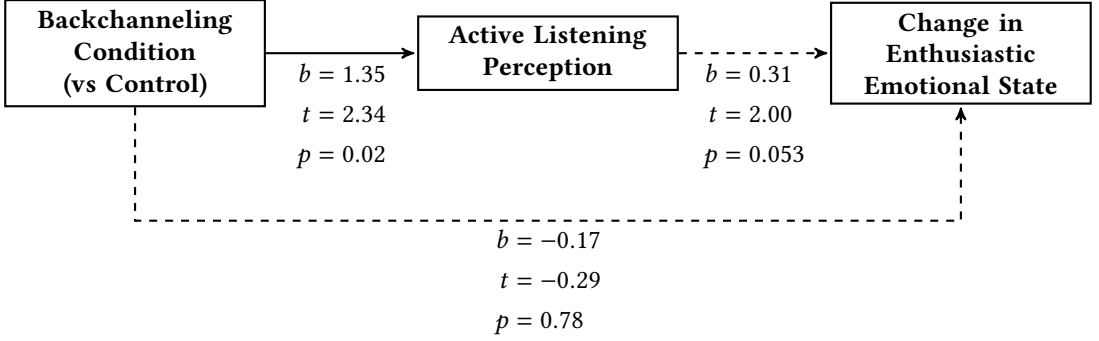 Backchanneling
Condition
(vs Control)
Active Listening
Perception
Change in
Enthusiastic
Emotional State
b = 1.35
t = 2.34
p = 0.02
b = 0.31
t = 2.00
p = 0.053
b = −0.17
t = −0.29
p = 0.78